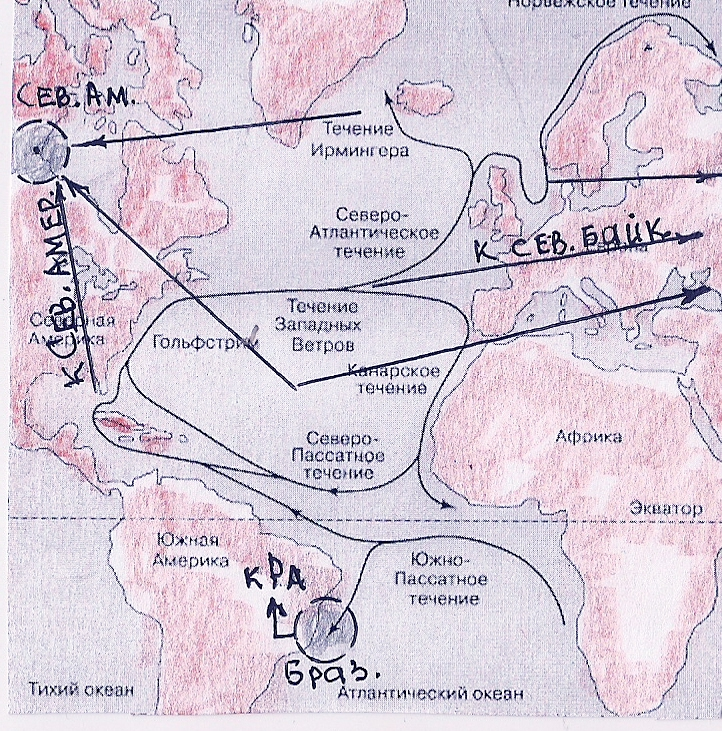 Норвежское течение
СЕВ. АМ.
Течение
Ирмингера
Северо-
Атлантическое
течение
К СЕВ. БАЙК.
К СЕВ. АМЕР.
Течение
Западных
Ветров
Северная
Америка
Гольфстрим
Канарское
течение
Северо-
Пассатное
течение
Африка
Экватор
Южная
Америка
КРА
Южно-
Пассатное
течение
Браз.
Тихий океан
Атлантический океан